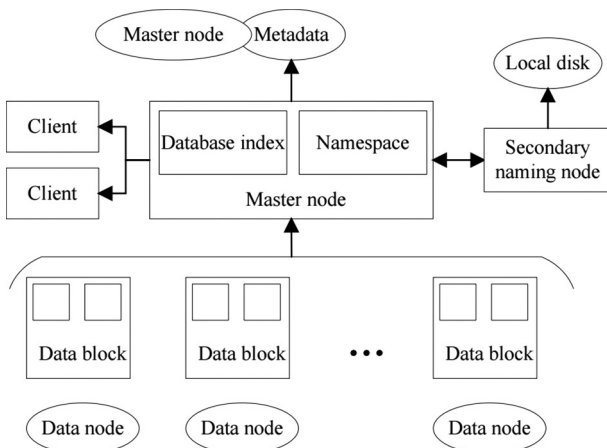 Master node
Metadata
Local disk
Client
Client
Database index
Namespace
Master node
Secondary
naming node
Data block
Data block
•••
Data block
Data node
Data node
Data node